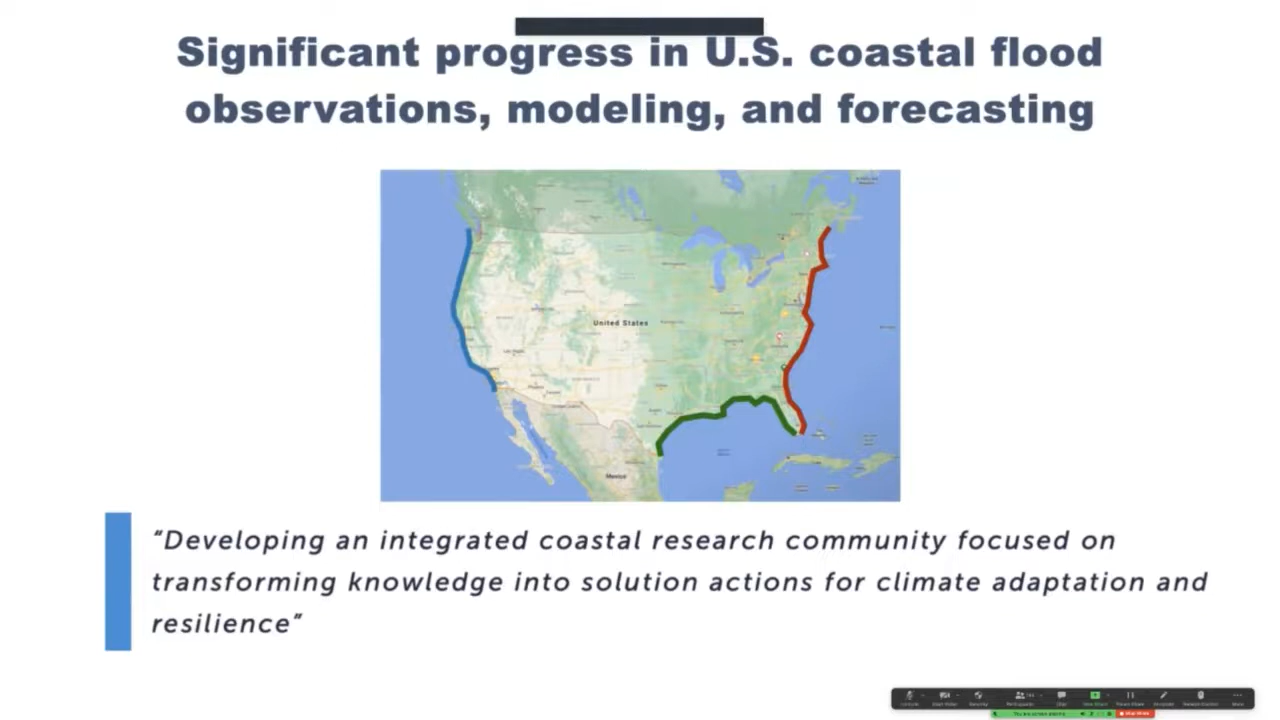 Significant progress in U.S. coastal flood
observations, modeling, and forecasting
United States
Mexico
“Developing an integrated coastal research community focused on
transforming knowledge into solution actions for climate adaptation and
resilience”